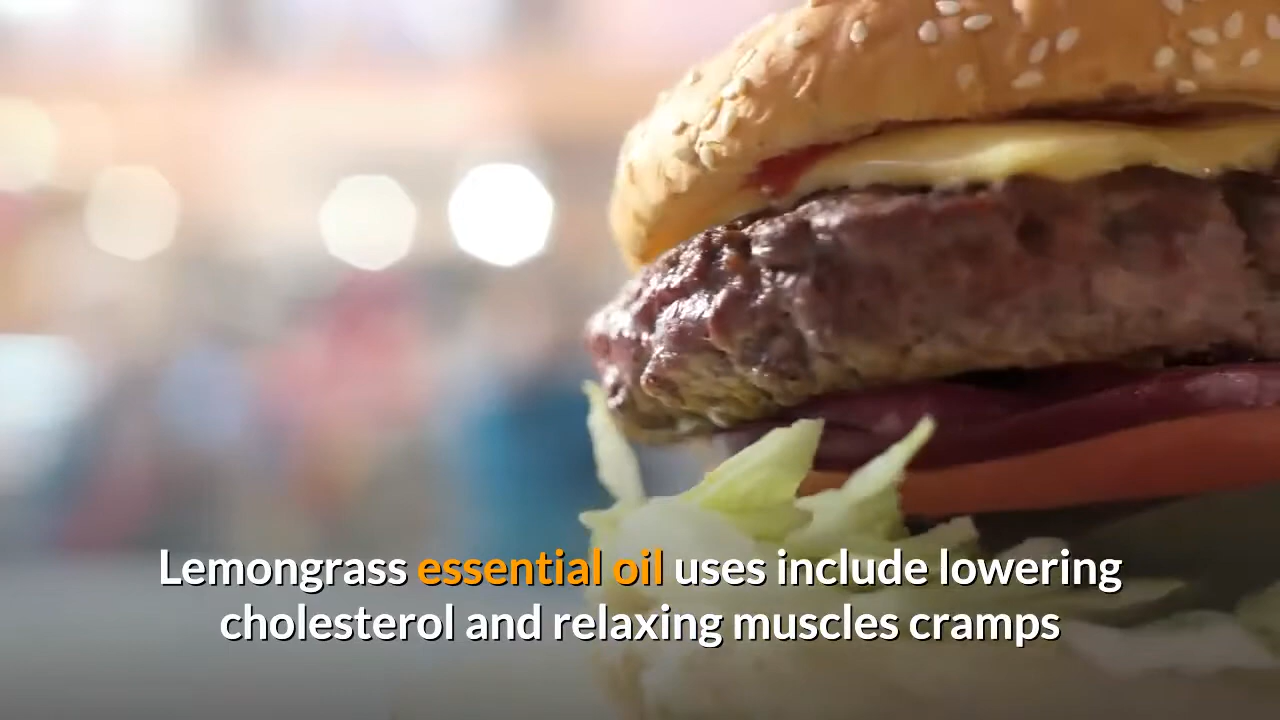 Lemongrass essential oil uses include lowering
cholesterol and relaxing muscles cramps